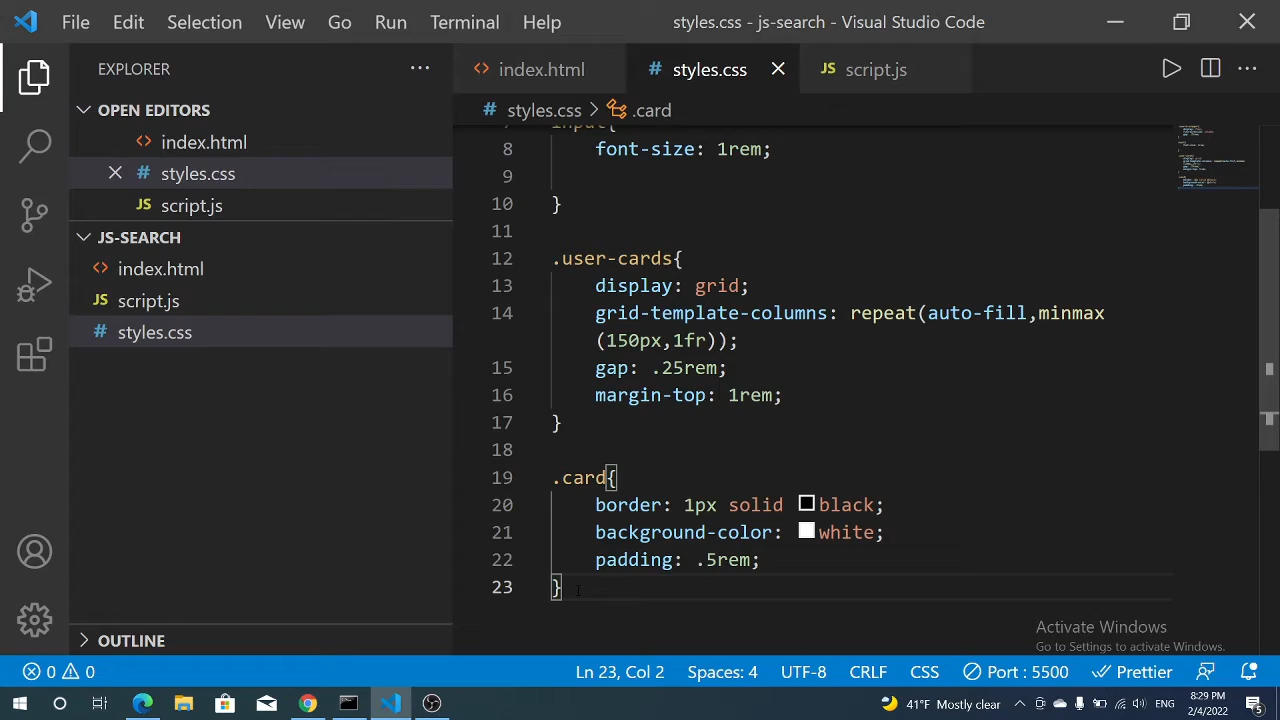 File Edit Selection View Go Run Terminal Help styles.css - js-search - Visual Studio Code
EXPLORER
OPEN EDITORS
index.html
styles.css
JS script.js
JS-SEARCH
index.html
JS script.js
# styles.css
OUTLINE
index.html # styles.css JS script.js
# styles.css > .card
input{
8 font-size: 1rem;
9
10 }
11
12 .user-cards{
13 display: grid;
14 grid-template-columns: repeat(auto-fill,minmax
(150px,1fr));
15 gap: .25rem;
16 margin-top: 1rem;
17 }
18
19 .card{
20 border: 1px solid black;
21 background-color: white;
22 padding: .5rem;
23 }
Activate Windows
Go to Settings to activate Windows.
0 0 Ln 23, Col 2 Spaces: 4 UTF-8 CRLF CSS Port : 5500 Prettier
41°F Mostly clear 8:29 PM
2/4/2022
5